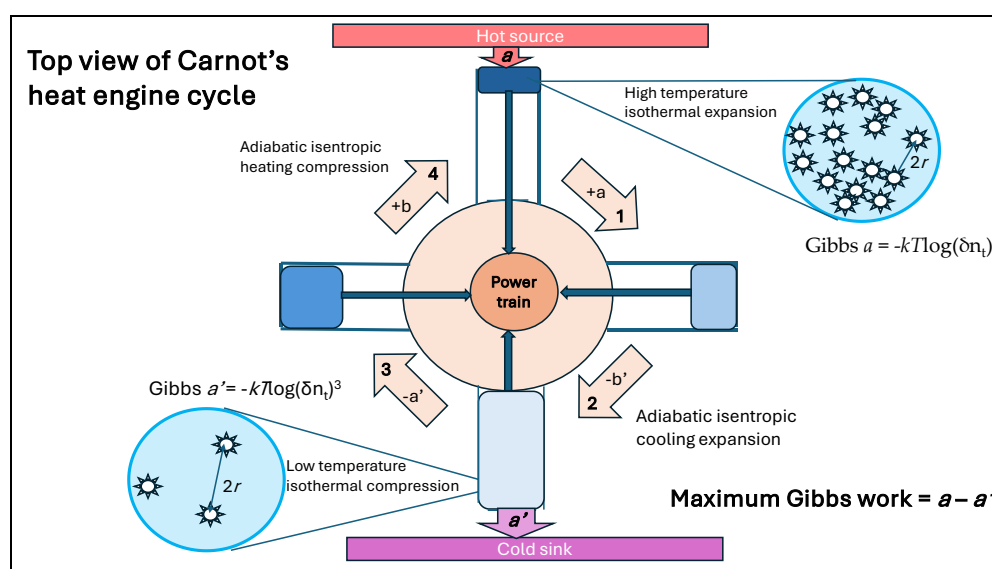 Top view of Carnot's
heat engine cycle
Hot source
a
High temperature
isothermal expansion
2r
Gibbs a = -kTlog(δnt)
Adiabatic isentropic
heating compression
4
+b
+a
1
Power
train
3
-a'
-b'
2
Gibbs a' = -kTlog(δnt)³
Adiabatic isentropic
cooling expansion
2r
Low temperature
isothermal compression
Maximum Gibbs work = a – a'
a'
Cold sink